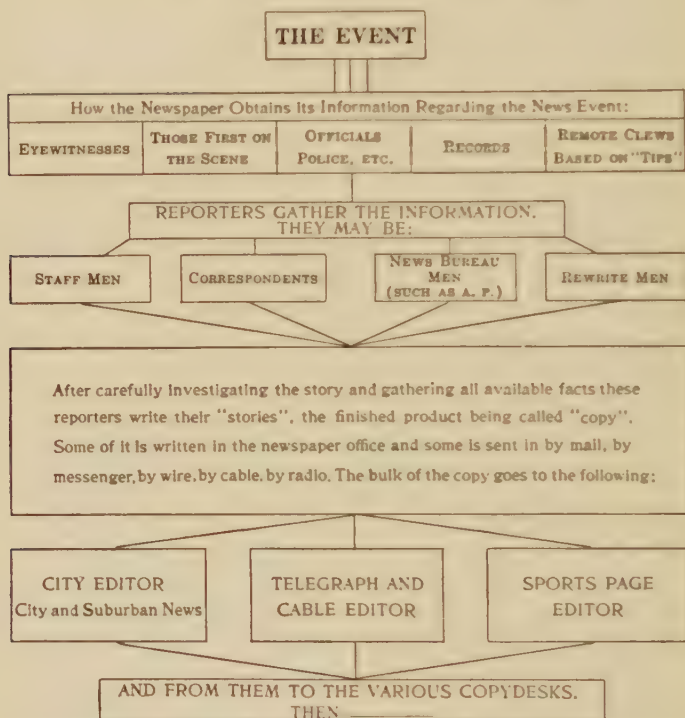 THE EVENT
How the Newspaper Obtains its Information Regarding the News Event:
EYEWITNESSES
THOSE FIRST ON
THE SCENE
OFFICIALS
POLICE, ETC.
RECORDS
REMOTE CLEWS
BASED ON "TIPS"
REPORTERS GATHER THE INFORMATION.
THEY MAY BE:
STAFF MEN
CORRESPONDENTS
NEWS BUREAU
MEN
(SUCH AS A. P.)
REWRITE MEN
After carefully investigating the story and gathering all available facts these
reporters write their "stories", the finished product being called "copy".
Some of it is written in the newspaper office and some is sent in by mail, by
messenger, by wire, by cable, by radio. The bulk of the copy goes to the following:
CITY EDITOR
City and Suburban News
TELEGRAPH AND
CABLE EDITOR
SPORTS PAGE
EDITOR
AND FROM THEM TO THE VARIOUS COPYDESKS.
THEN